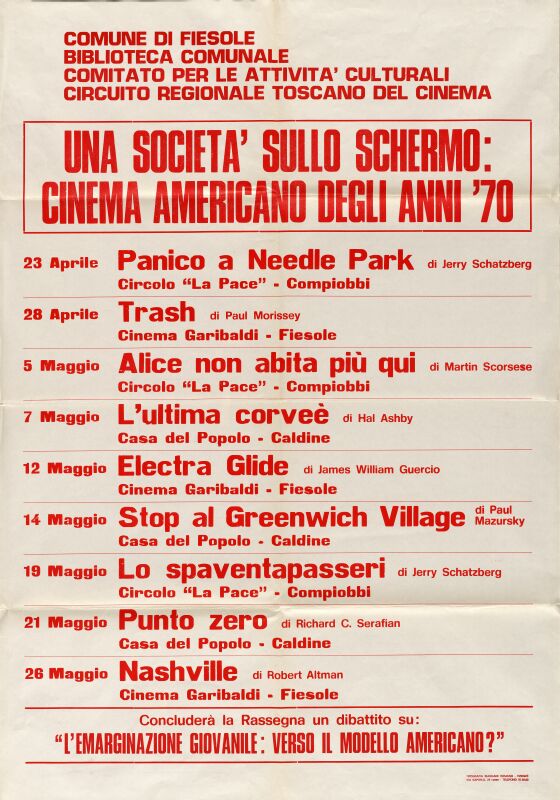 COMUNE DI FIESOLE
BIBLIOTECA COMUNALE
COMITATO PER LE ATTIVITA' CULTURALI
CIRCUITO REGIONALE TOSCANO DEL CINEMA
UNA SOCIETA' SULLO SCHERMO:
CINEMA AMERICANO DEGLI ANNI '70
23 Aprile Panico a Needle Park di Jerry Schatzberg
Circolo "La Pace" - Compiobbi
28 Aprile Trash di Paul Morissey
Cinema Garibaldi - Fiesole
5 Maggio Alice non abita più qui di Martin Scorsese
Circolo "La Pace" - Compiobbi
7 Maggio L'ultima corveè di Hal Ashby
Casa del Popolo - Caldine
12 Maggio Electra Glide di James William Guercio
Cinema Garibaldi - Fiesole
14 Maggio Stop al Greenwich Village di Paul Mazursky
Casa del Popolo - Caldine
19 Maggio Lo spaventapasseri di Jerry Schatzberg
Circolo "La Pace" - Compiobbi
21 Maggio Punto zero di Richard C. Serafian
Casa del Popolo - Caldine
26 Maggio Nashville di Robert Altman
Cinema Garibaldi - Fiesole
Concluderà la Rassegna un dibattito su:
"L'EMARGINAZIONE GIOVANILE: VERSO IL MODELLO AMERICANO?"